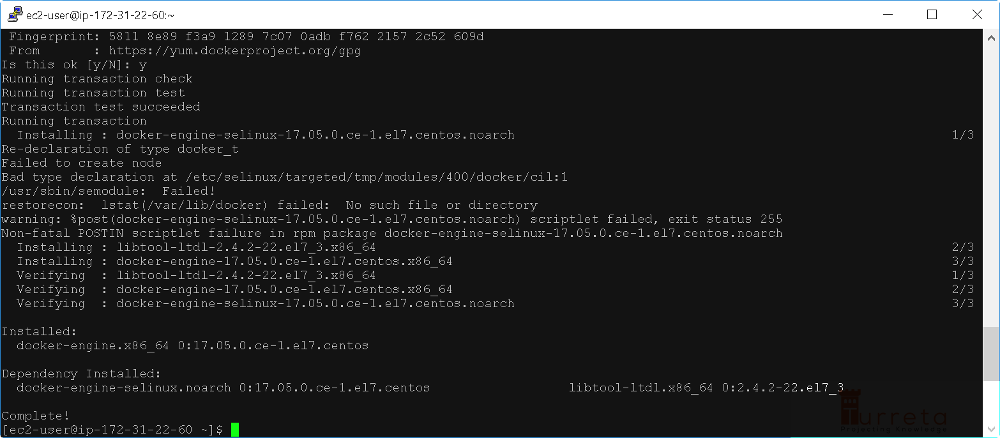 ec2-user@ip-172-31-22-60:~
 Fingerprint: 5811 8e89 f3a9 1289 7c07 0adb f762 2157 2c52 609d
 From       : https://yum.dockerproject.org/gpg
Is this ok [y/N]: y
Running transaction check
Running transaction test
Transaction test succeeded
Running transaction
  Installing : docker-engine-selinux-17.05.0.ce-1.el7.centos.noarch 1/3
Re-declaration of type docker_t
Failed to create node
Bad type declaration at /etc/selinux/targeted/tmp/modules/400/docker/cil:1
/usr/sbin/semodule:  Failed!
restorecon:  lstat(/var/lib/docker) failed:  No such file or directory
warning: %post(docker-engine-selinux-17.05.0.ce-1.el7.centos.noarch) scriptlet failed, exit status 255
Non-fatal POSTIN scriptlet failure in rpm package docker-engine-selinux-17.05.0.ce-1.el7.centos.noarch
  Installing : libtool-ltdl-2.4.2-22.el7_3.x86_64 2/3
  Installing : docker-engine-17.05.0.ce-1.el7.centos.x86_64 3/3
  Verifying  : libtool-ltdl-2.4.2-22.el7_3.x86_64 1/3
  Verifying  : docker-engine-17.05.0.ce-1.el7.centos.x86_64 2/3
  Verifying  : docker-engine-selinux-17.05.0.ce-1.el7.centos.noarch 3/3
Installed:
  docker-engine.x86_64 0:17.05.0.ce-1.el7.centos
Dependency Installed:
  docker-engine-selinux.noarch 0:17.05.0.ce-1.el7.centos libtool-ltdl.x86_64 0:2.4.2-22.el7_3
Complete!
[ec2-user@ip-172-31-22-60 ~]$
Turreta
Projecting Knowledge